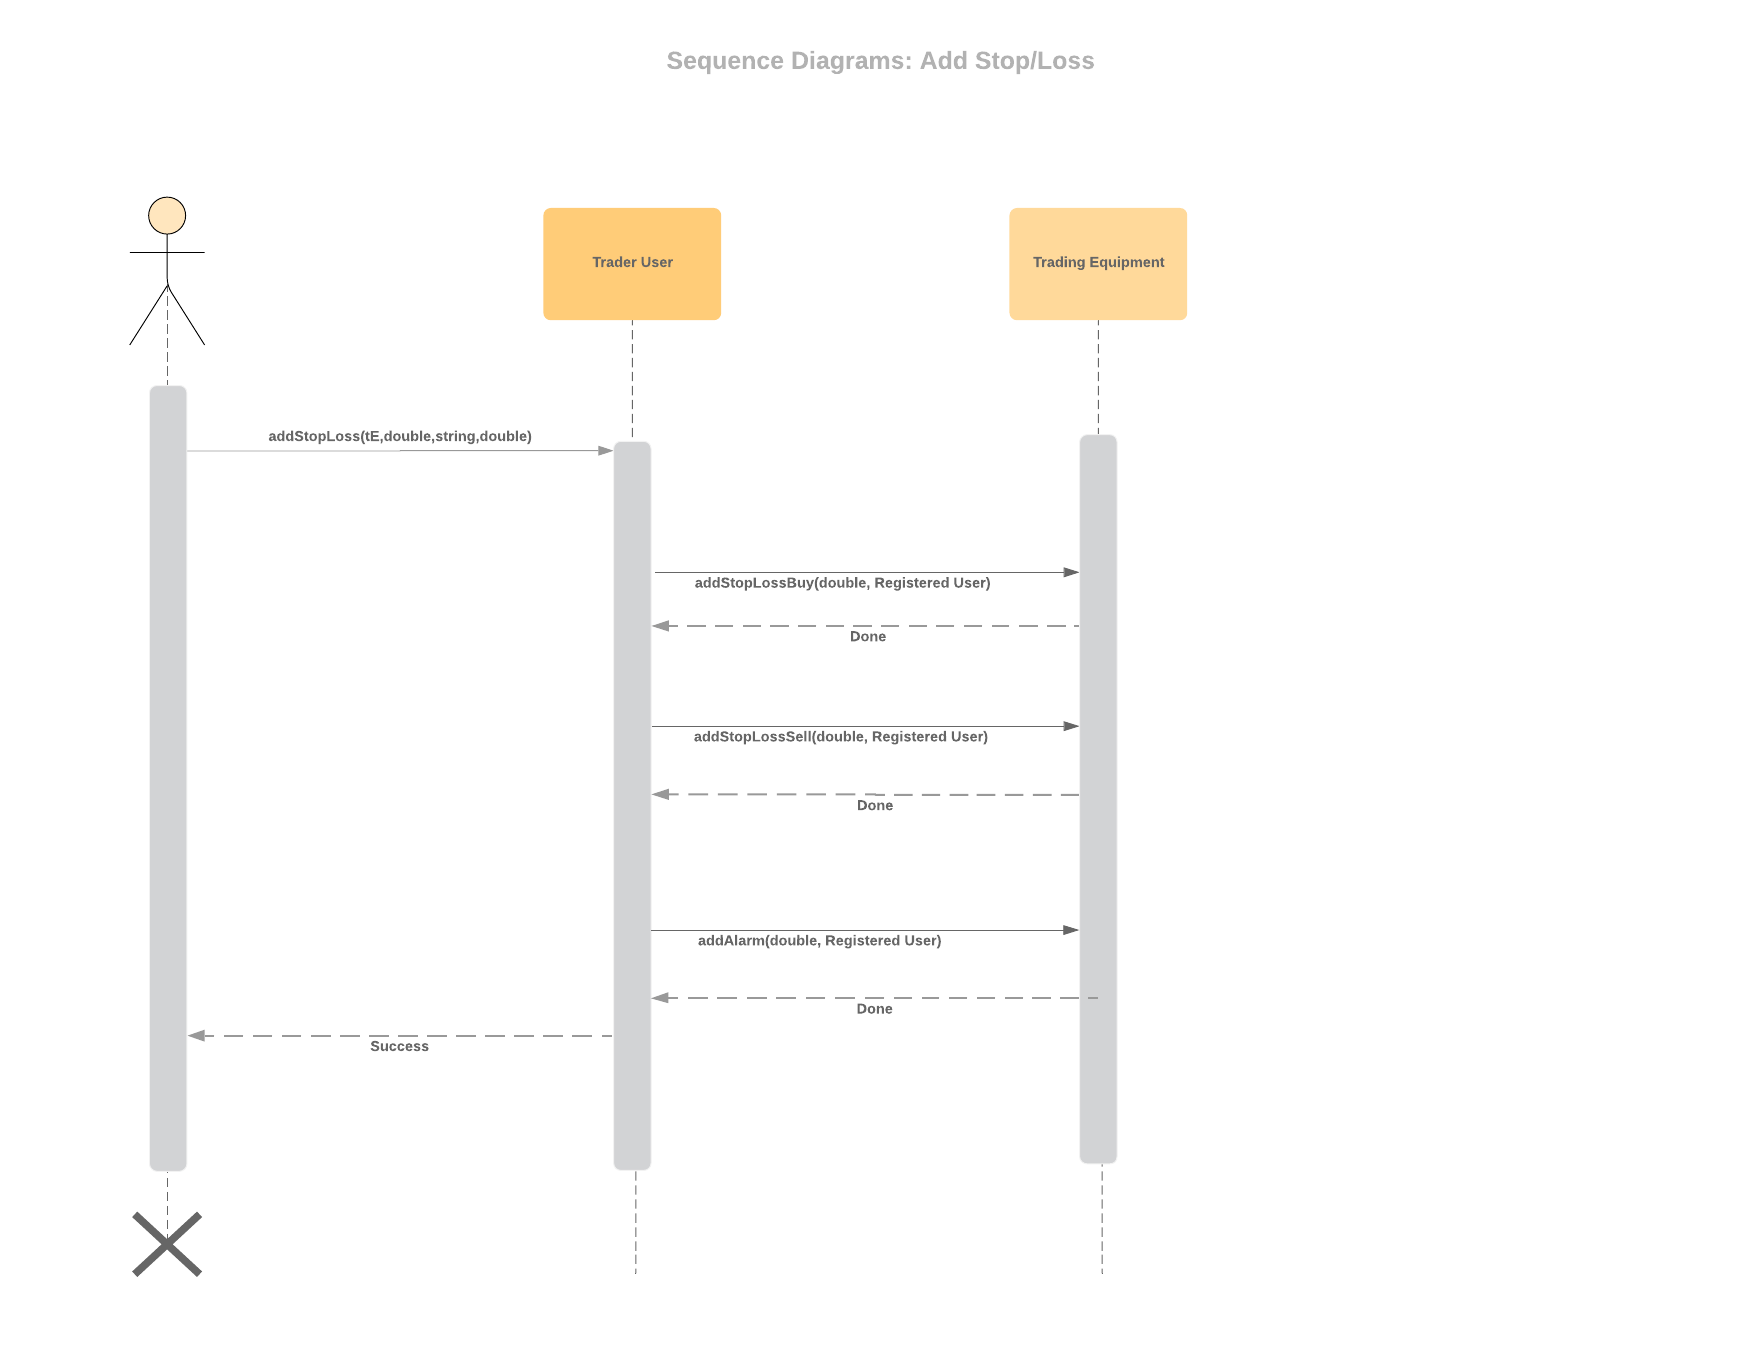 Sequence Diagrams: Add Stop/Loss
Trader User
Trading Equipment
addStopLoss(tE,double,string,double)
addStopLossBuy(double, Registered User)
Done
addStopLossSell(double, Registered User)
Done
addAlarm(double, Registered User)
Done
Success